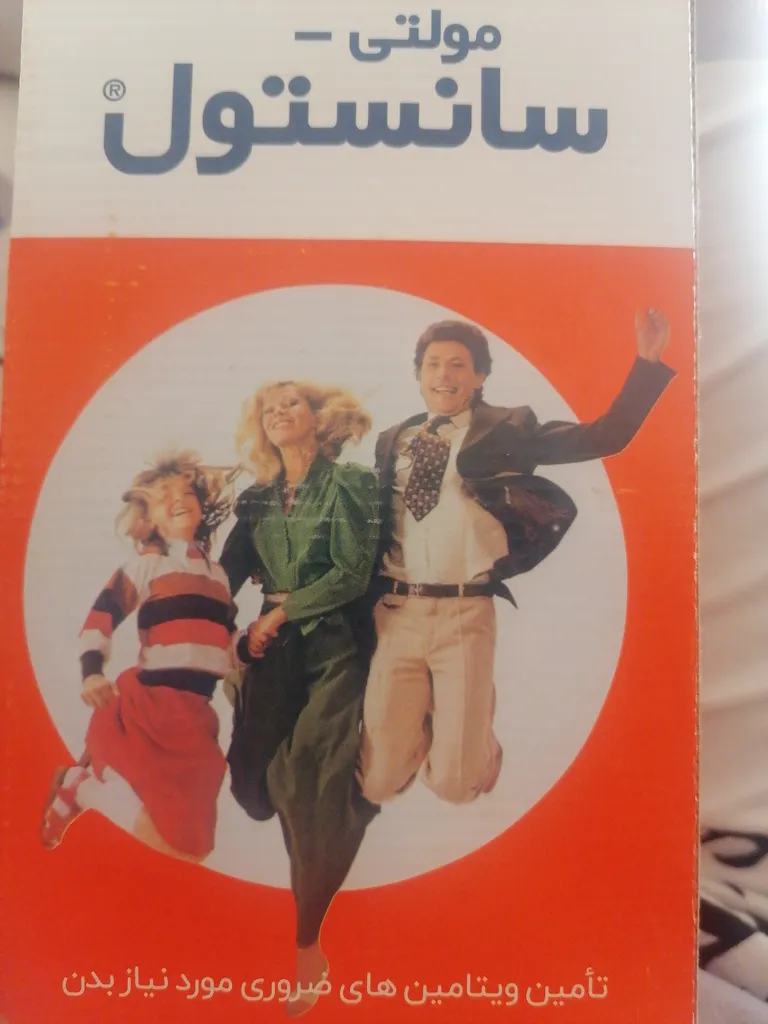 مولتی –
سانستول®
تأمین ویتامین های ضروری مورد نیاز بدن